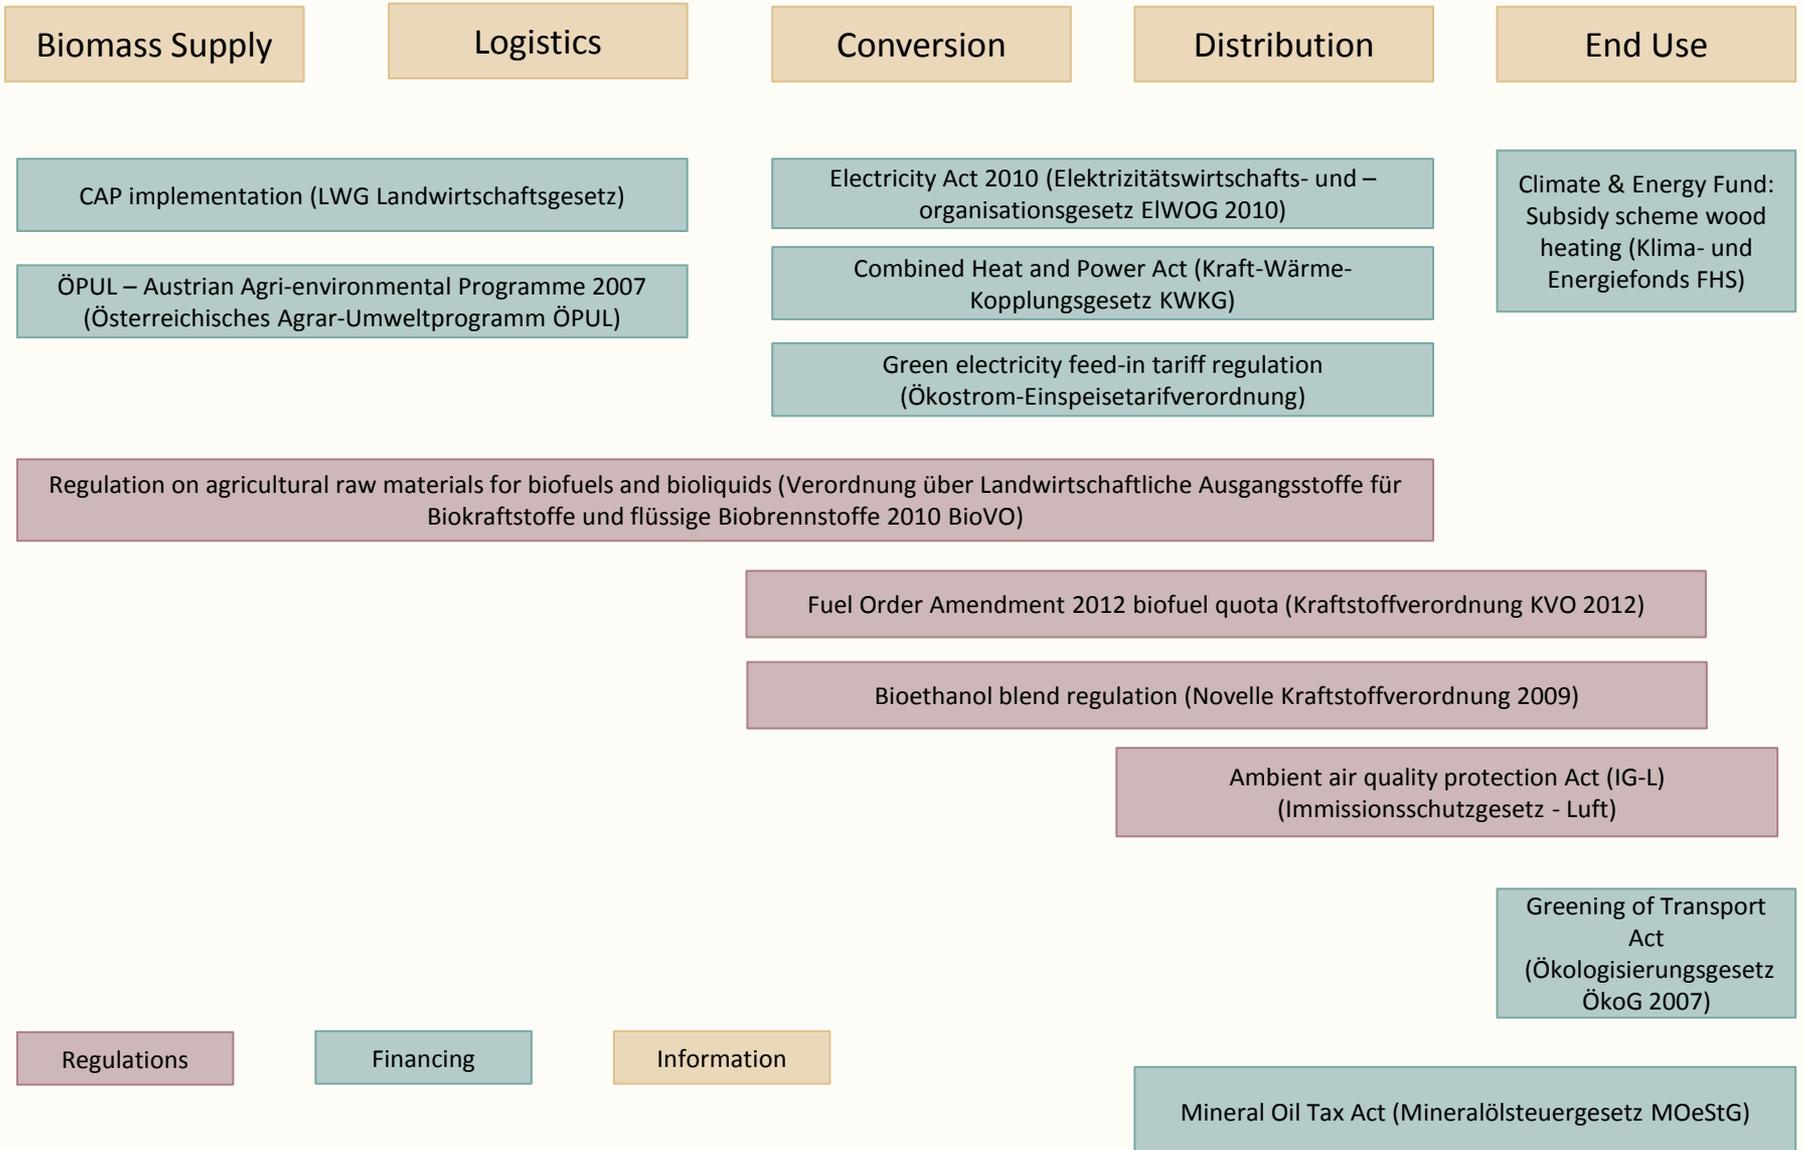 Biomass Supply
Logistics
Conversion
Distribution
End Use
CAP implementation (LWG Landwirtschaftsgesetz)
Electricity Act 2010 (Elektrizitätswirtschafts- und –
organisationsgesetz ElWOG 2010)
Climate & Energy Fund:
Subsidy scheme wood
heating (Klima- und
Energiefonds FHS)
ÖPUL – Austrian Agri-environmental Programme 2007
(Österreichisches Agrar-Umweltprogramm ÖPUL)
Combined Heat and Power Act (Kraft-Wärme-
Kopplungsgesetz KWKG)
Green electricity feed-in tariff regulation
(Ökostrom-Einspeisetarifverordnung)
Regulation on agricultural raw materials for biofuels and bioliquids (Verordnung über Landwirtschaftliche Ausgangsstoffe für
Biokraftstoffe und flüssige Biobrennstoffe 2010 BioVO)
Fuel Order Amendment 2012 biofuel quota (Kraftstoffverordnung KVO 2012)
Bioethanol blend regulation (Novelle Kraftstoffverordnung 2009)
Ambient air quality protection Act (IG-L)
(Immissionsschutzgesetz - Luft)
Greening of Transport
Act
(Ökologisierungsgesetz
ÖkoG 2007)
Regulations
Financing
Information
Mineral Oil Tax Act (Mineralölsteuergesetz MOeStG)